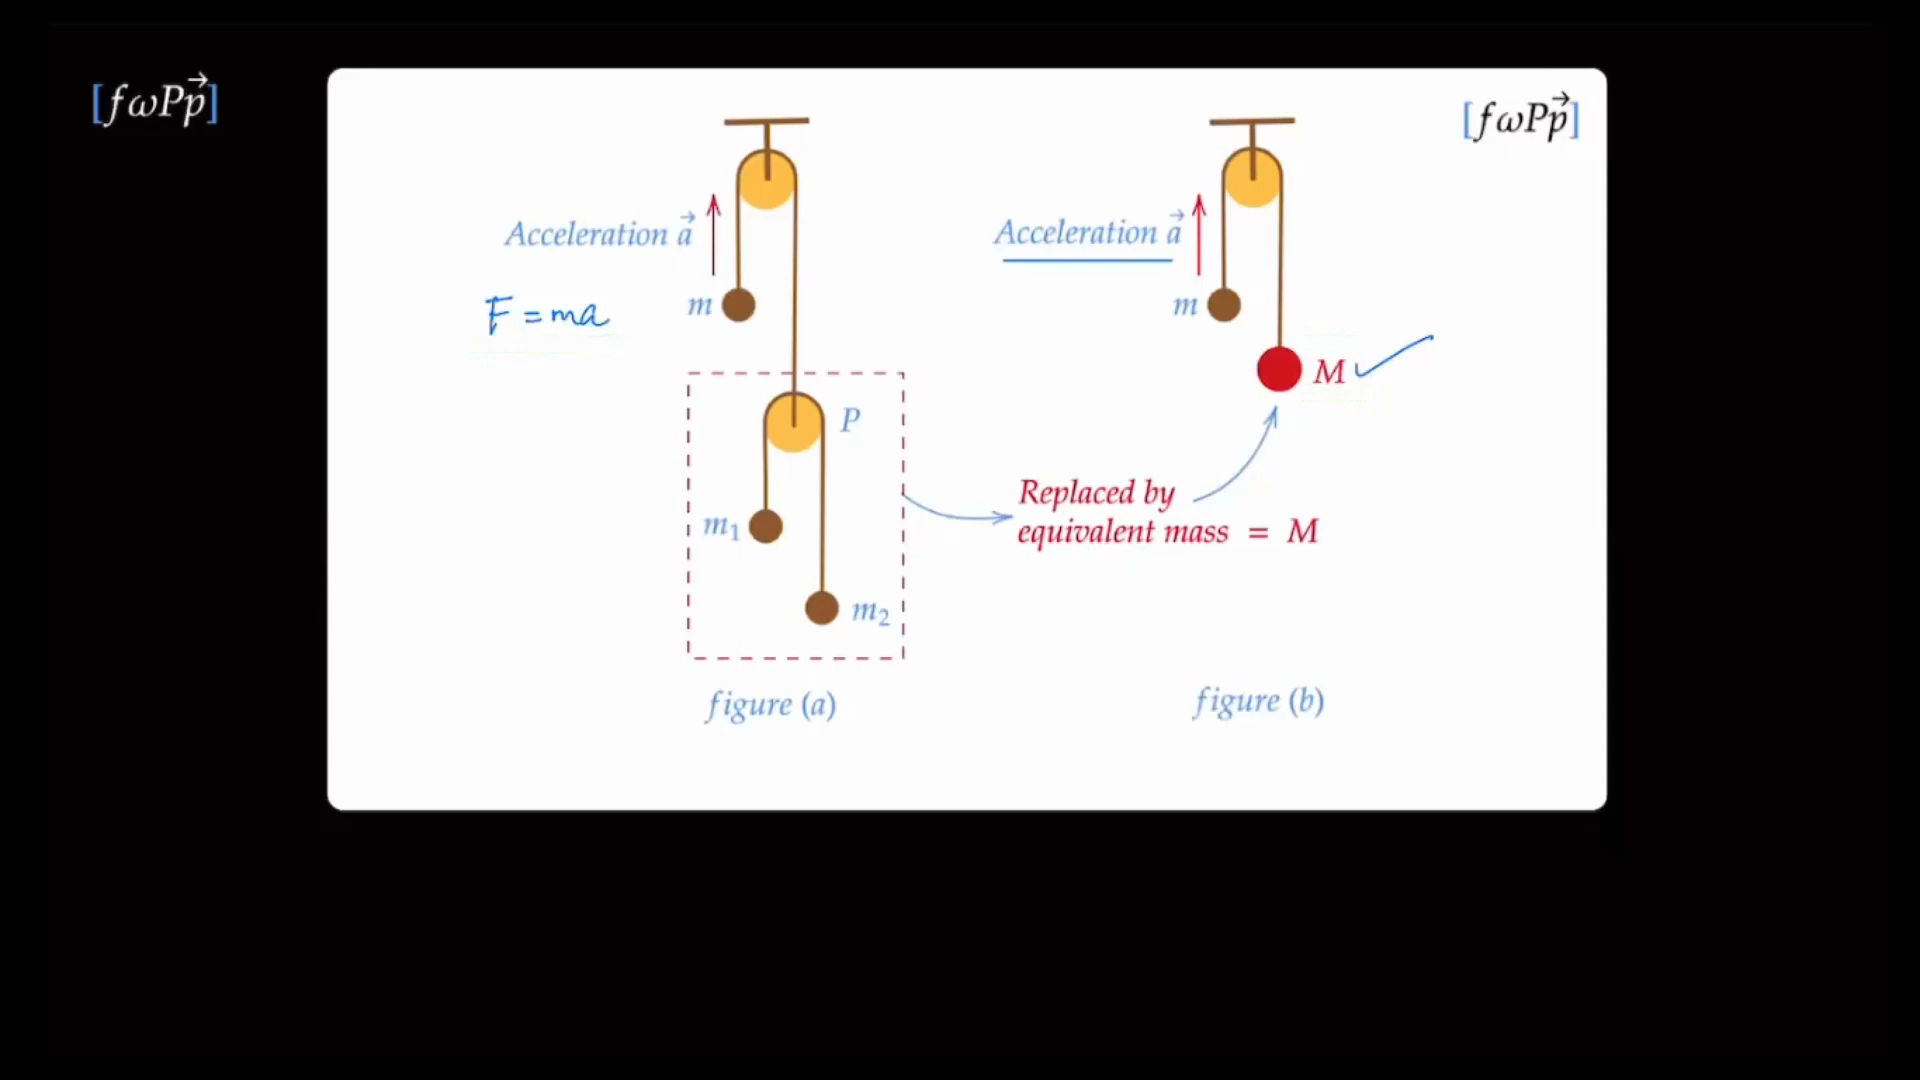 [fωPp⃗]
[fωPp⃗]
Acceleration a⃗
Acceleration a⃗
F = ma
m
m
M
P
Replaced by
equivalent mass = M
m₁
m₂
figure (a)
figure (b)